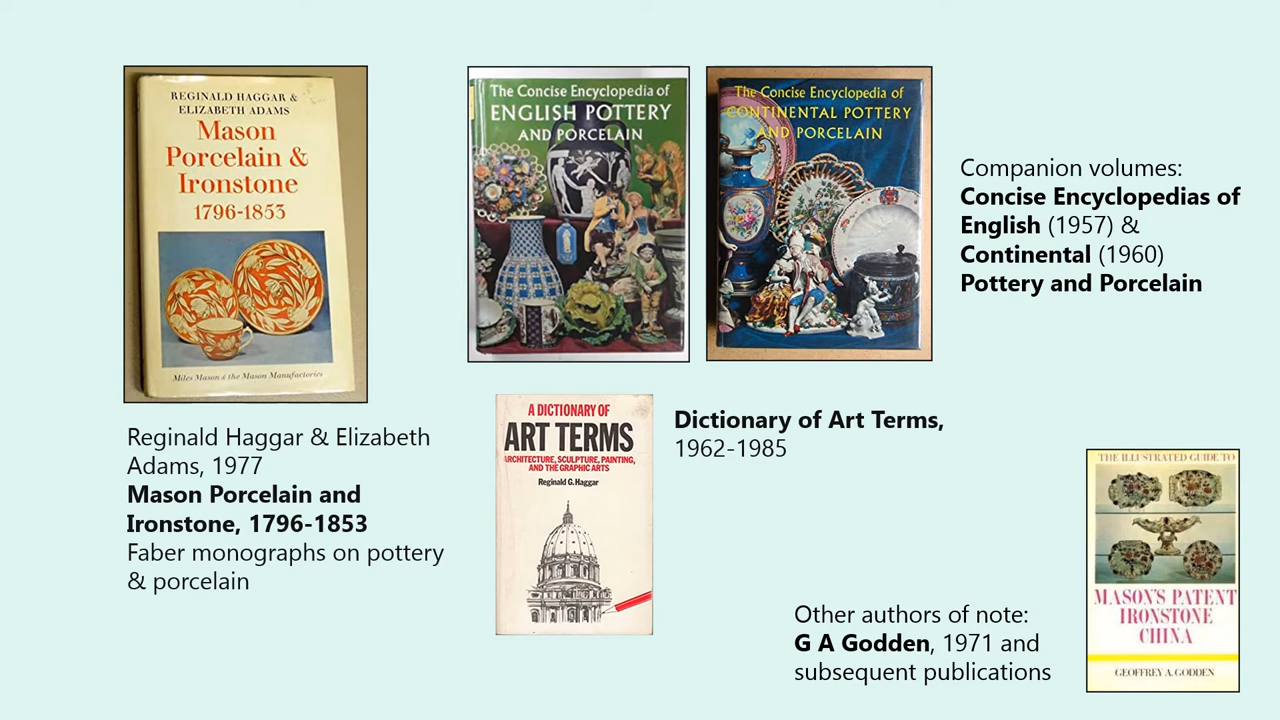 REGINALD HAGGAR &
ELIZABETH ADAMS
Mason
Porcelain &
Ironstone
1796-1853
Miles Mason & the Mason Manufactories
Reginald Haggar & Elizabeth
Adams, 1977
Mason Porcelain and
Ironstone, 1796-1853
Faber monographs on pottery
& porcelain
The Concise Encyclopedia of
ENGLISH POTTERY
AND PORCELAIN
The Concise Encyclopedia of
CONTINENTAL POTTERY
AND PORCELAIN
Companion volumes:
Concise Encyclopedias of
English (1957) &
Continental (1960)
Pottery and Porcelain
A DICTIONARY OF
ART TERMS
ARCHITECTURE, SCULPTURE, PAINTING,
AND THE GRAPHIC ARTS
Reginald G. Haggar
Dictionary of Art Terms,
1962-1985
Other authors of note:
G A Godden, 1971 and
subsequent publications
THE ILLUSTRATED GUIDE TO
MASON'S PATENT
IRONSTONE
CHINA
GEOFFREY A. GODDEN